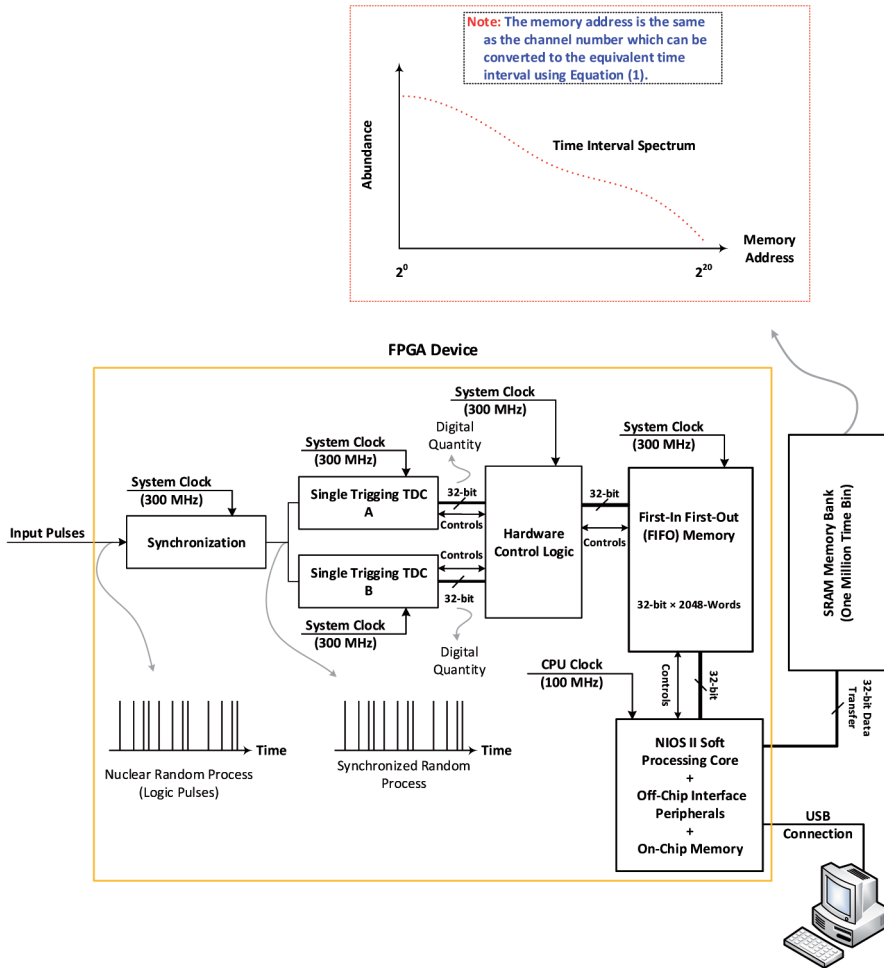 Note: The memory address is the same
as the channel number which can be
converted to the equivalent time
interval using Equation (1).
Abundance
Time Interval Spectrum
Memory
Address
2⁰
2²⁰
FPGA Device
System Clock
(300 MHz)
Digital
Quantity
System Clock
(300 MHz)
System Clock
(300 MHz)
System Clock
(300 MHz)
Input Pulses
Synchronization
Single Trigging TDC
A
32-bit
Controls
Single Trigging TDC
B
Controls
32-bit
System Clock
(300 MHz)
Digital
Quantity
Hardware
Control Logic
32-bit
Controls
First-In First-Out
(FIFO) Memory
32-bit × 2048-Words
SRAM Memory Bank
(One Million Time Bin)
CPU Clock
(100 MHz)
Controls
32-bit
32-bit Data
Transfer
Time
Nuclear Random Process
(Logic Pulses)
Time
Synchronized Random
Process
NIOS II Soft
Processing Core
+
Off-Chip Interface
Peripherals
+
On-Chip Memory
USB
Connection